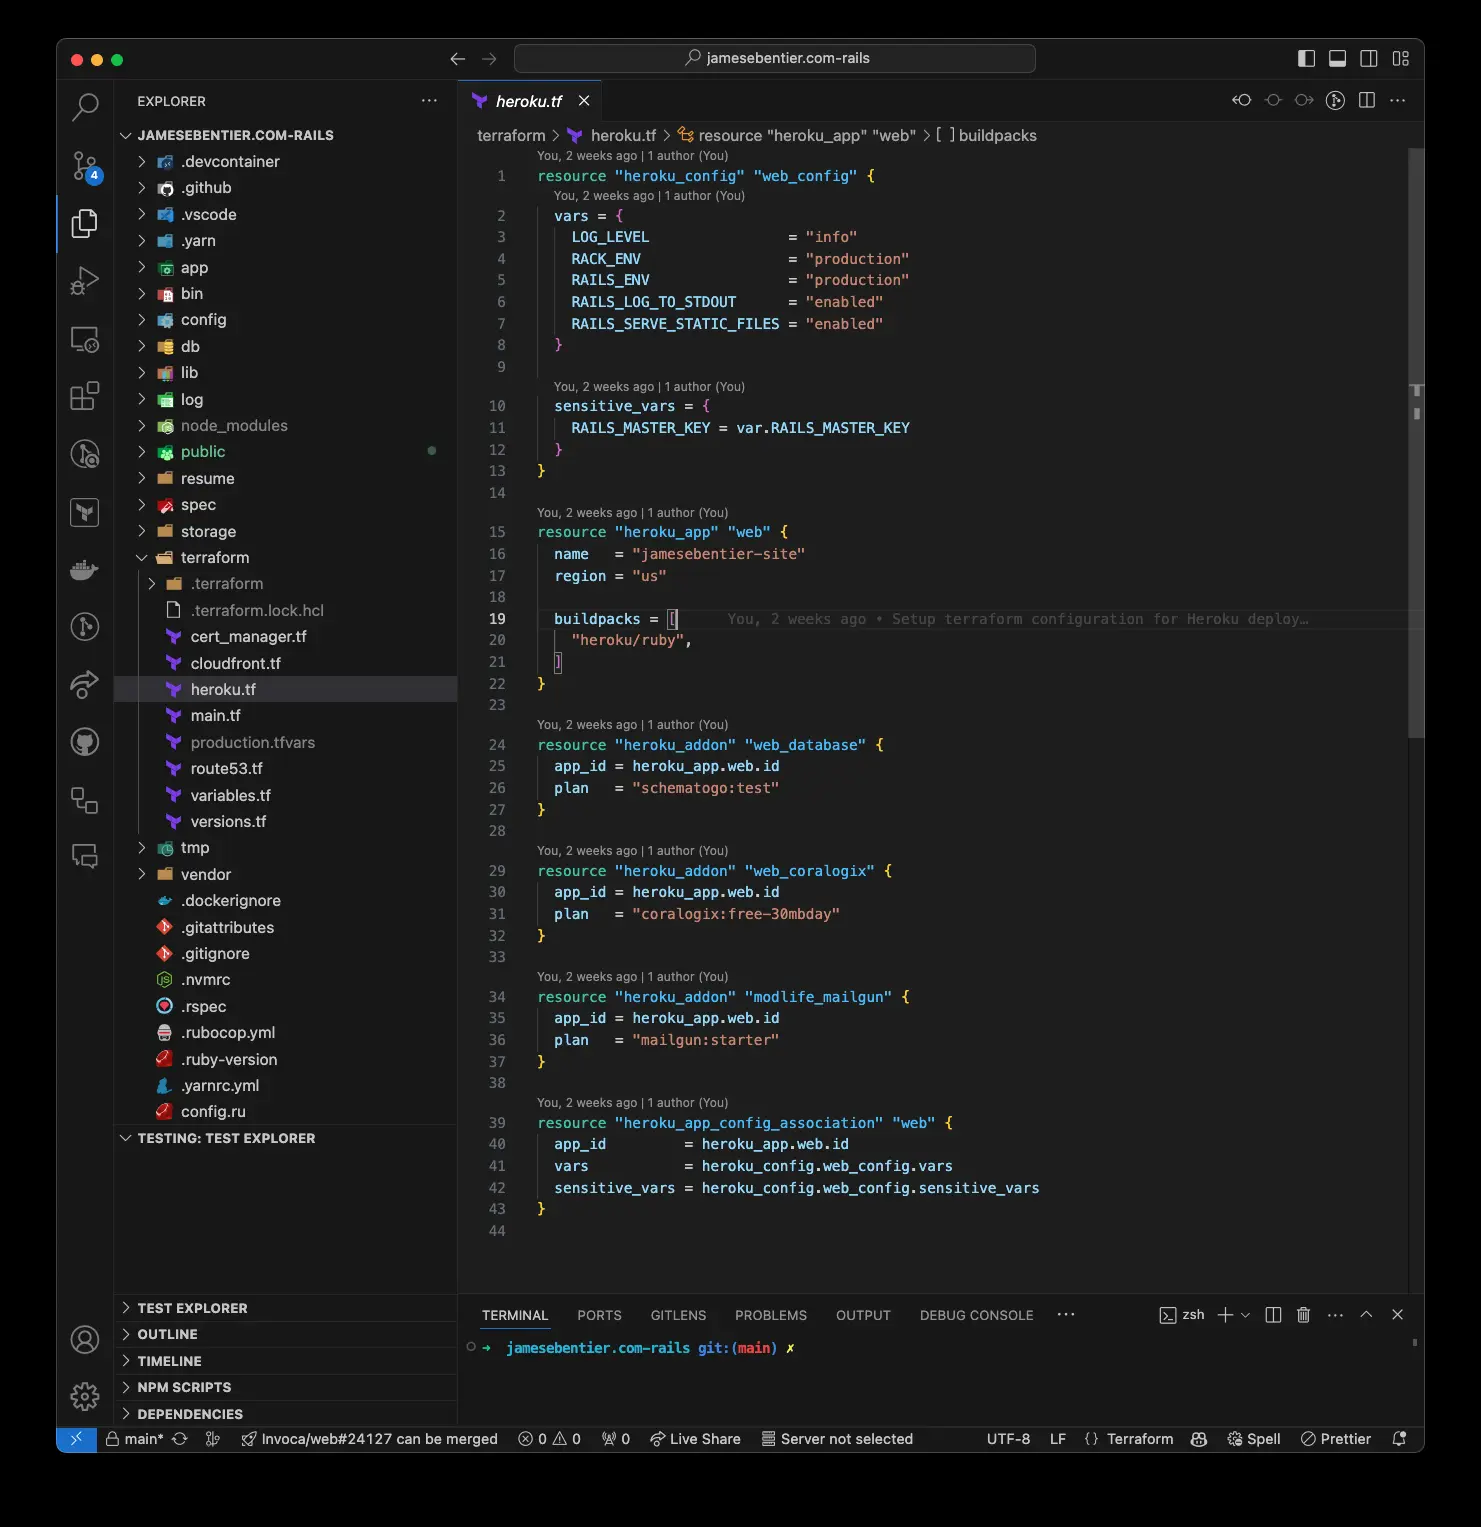 jamesebentier.com-rails
EXPLORER
JAMESEBENTIER.COM-RAILS
.devcontainer
.github
.vscode
.yarn
app
bin
config
db
lib
log
node_modules
public
resume
spec
storage
terraform
.terraform
.terraform.lock.hcl
cert_manager.tf
cloudfront.tf
heroku.tf
main.tf
production.tfvars
route53.tf
variables.tf
versions.tf
tmp
vendor
.dockerignore
.gitattributes
.gitignore
.nvmrc
.rspec
.rubocop.yml
.ruby-version
.yarnrc.yml
config.ru
TESTING: TEST EXPLORER
TEST EXPLORER
OUTLINE
TIMELINE
NPM SCRIPTS
DEPENDENCIES
4
heroku.tf
terraform > heroku.tf > resource "heroku_app" "web" > [ ] buildpacks
You, 2 weeks ago | 1 author (You)
1 resource "heroku_config" "web_config" {
You, 2 weeks ago | 1 author (You)
2 vars = {
3 LOG_LEVEL = "info"
4 RACK_ENV = "production"
5 RAILS_ENV = "production"
6 RAILS_LOG_TO_STDOUT = "enabled"
7 RAILS_SERVE_STATIC_FILES = "enabled"
8 }
9
You, 2 weeks ago | 1 author (You)
10 sensitive_vars = {
11 RAILS_MASTER_KEY = var.RAILS_MASTER_KEY
12 }
13 }
14
You, 2 weeks ago | 1 author (You)
15 resource "heroku_app" "web" {
16 name = "jamesebentier-site"
17 region = "us"
18
19 buildpacks = [ You, 2 weeks ago • Setup terraform configuration for Heroku deploy…
20 "heroku/ruby",
21 ]
22 }
23
You, 2 weeks ago | 1 author (You)
24 resource "heroku_addon" "web_database" {
25 app_id = heroku_app.web.id
26 plan = "schematogo:test"
27 }
28
You, 2 weeks ago | 1 author (You)
29 resource "heroku_addon" "web_coralogix" {
30 app_id = heroku_app.web.id
31 plan = "coralogix:free-30mbday"
32 }
33
You, 2 weeks ago | 1 author (You)
34 resource "heroku_addon" "modlife_mailgun" {
35 app_id = heroku_app.web.id
36 plan = "mailgun:starter"
37 }
38
You, 2 weeks ago | 1 author (You)
39 resource "heroku_app_config_association" "web" {
40 app_id = heroku_app.web.id
41 vars = heroku_config.web_config.vars
42 sensitive_vars = heroku_config.web_config.sensitive_vars
43 }
44
TERMINAL PORTS GITLENS PROBLEMS OUTPUT DEBUG CONSOLE ··· zsh
➜ jamesebentier.com-rails git:(main) ✗
main* Invoca/web#24127 can be merged 0 0 0 Live Share Server not selected UTF-8 LF {} Terraform Spell Prettier